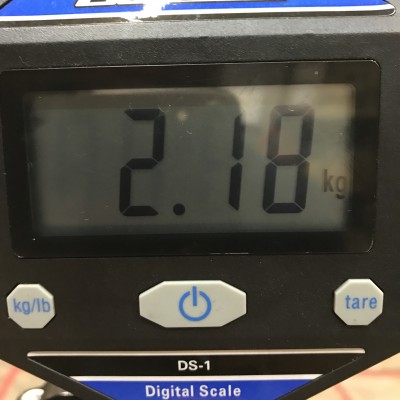 2.18 kg
kg/lb
tare
DS-1
Digital Scale